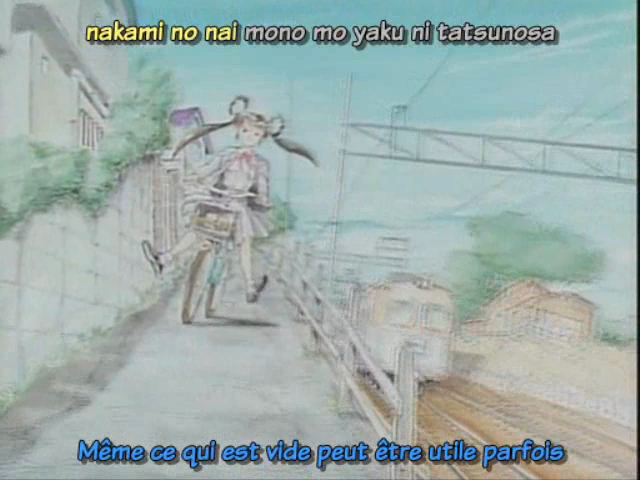 nakami no nai mono mo yaku ni tatsunosa
Même ce qui est vide peut être utile parfois